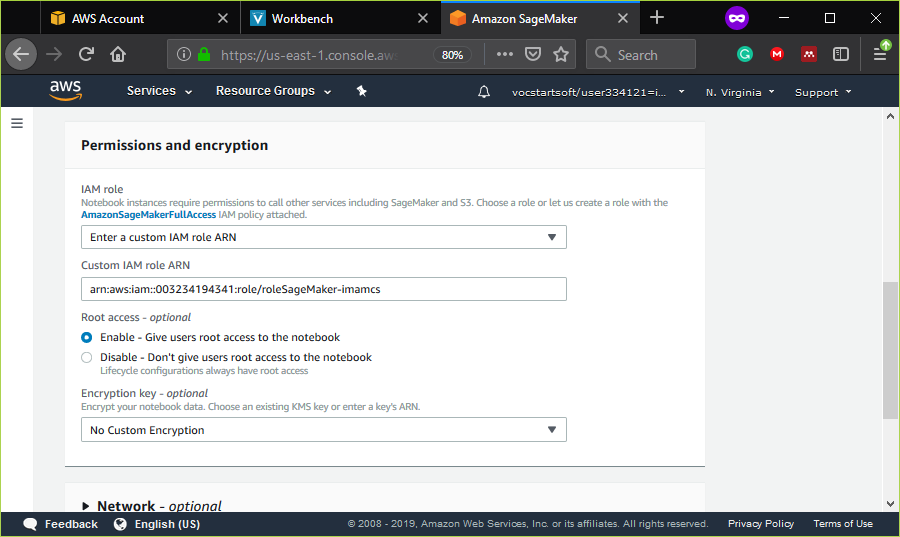 AWS Account
Workbench
Amazon SageMaker
https://us-east-1.console.aws
80%
Search
aws
Services
Resource Groups
vocstartsoft/user334121=i...
N. Virginia
Support
Permissions and encryption
IAM role
Notebook instances require permissions to call other services including SageMaker and S3. Choose a role or let us create a role with the
AmazonSageMakerFullAccess IAM policy attached.
Enter a custom IAM role ARN
Custom IAM role ARN
arn:aws:iam::003234194341:role/roleSageMaker-imamcs
Root access - optional
Enable - Give users root access to the notebook
Disable - Don't give users root access to the notebook
Lifecycle configurations always have root access
Encryption key - optional
Encrypt your notebook data. Choose an existing KMS key or enter a key's ARN.
No Custom Encryption
Network - optional
Feedback
English (US)
© 2008 - 2019, Amazon Web Services, Inc. or its affiliates. All rights reserved.
Privacy Policy
Terms of Use